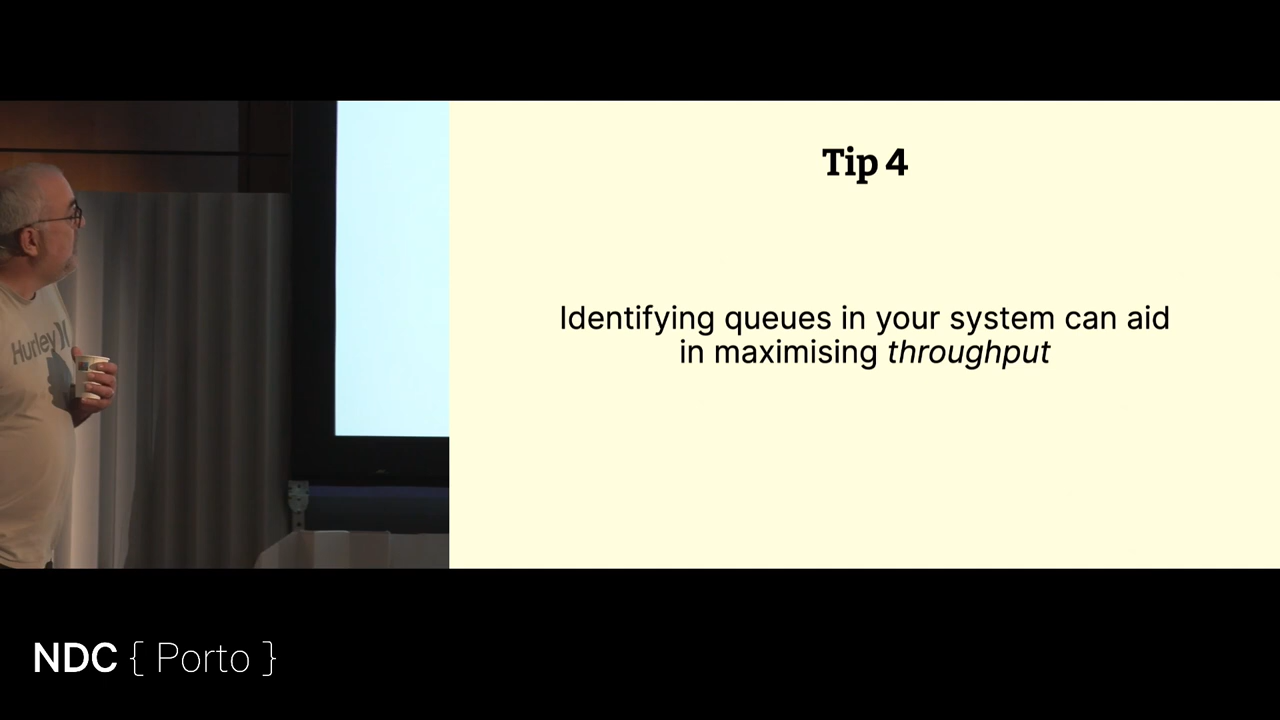 Tip 4
Identifying queues in your system can aid
in maximising throughput
Hurley
NDC { Porto }